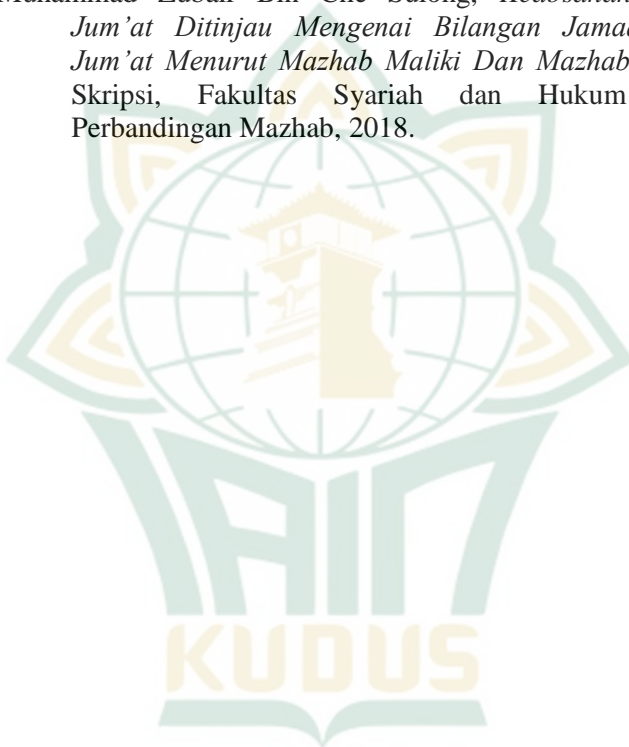 Jum'at Ditinjau Mengenai Bilangan
Jum'at Menurut Mazhab Maliki Dan Mazhab
Skripsi, Fakultas Syariah dan Hukum
Perbandingan Mazhab, 2018.
IAIN
KUDUS